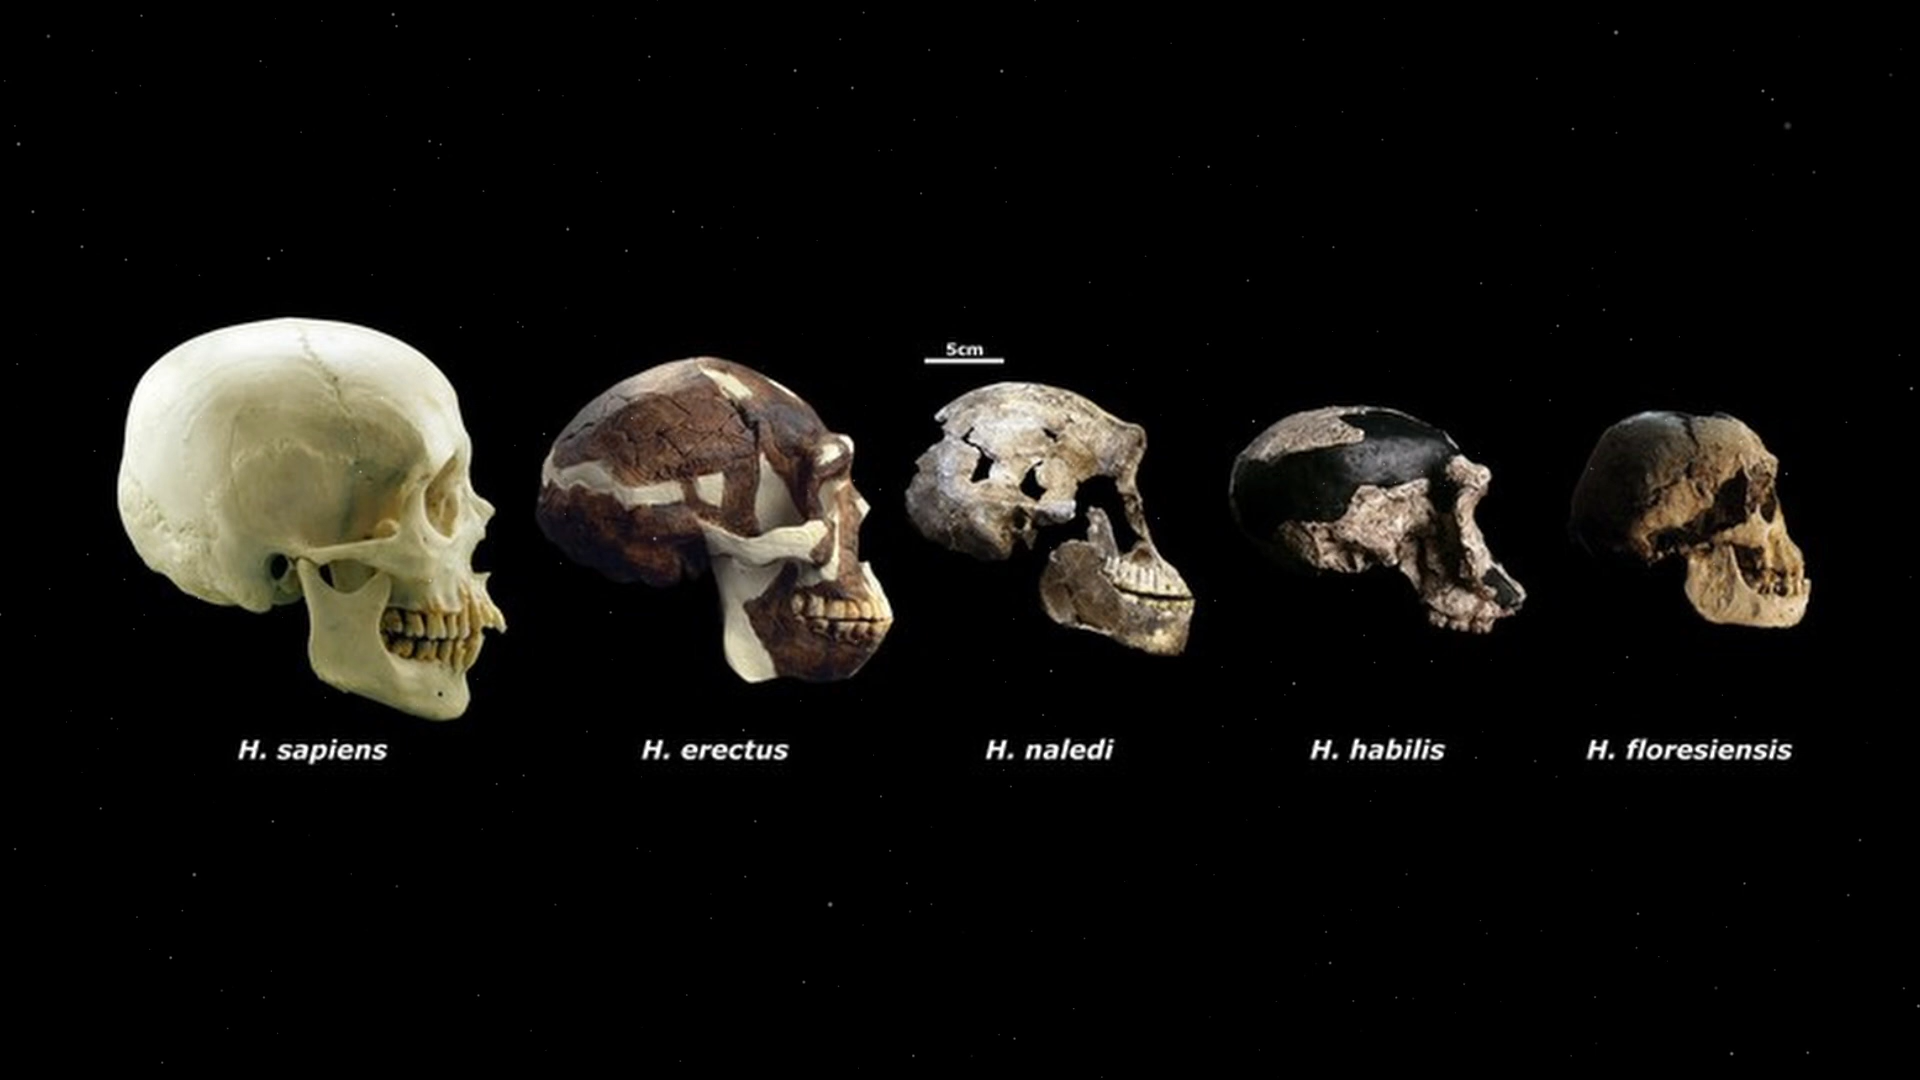 5cm
H. sapiens
H. erectus
H. naledi
H. habilis
H. floresiensis